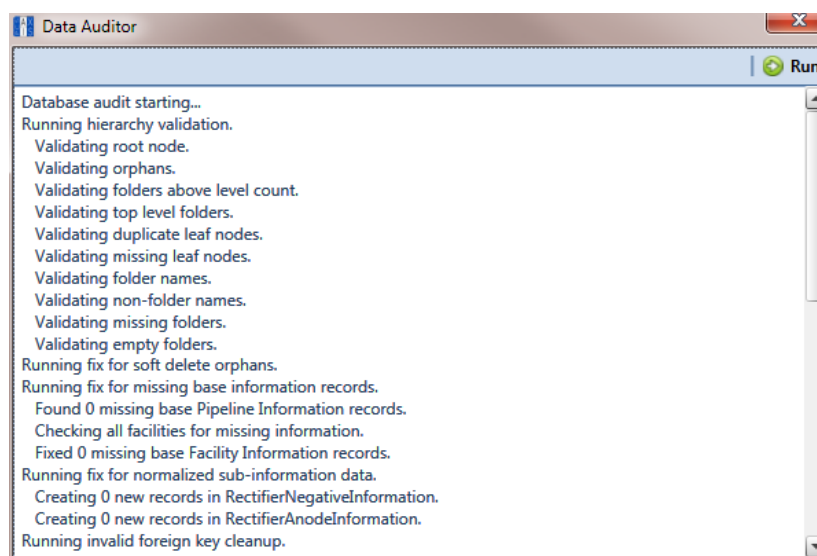 Data Auditor
Run
Database audit starting...
Running hierarchy validation.
Validating root node.
Validating orphans.
Validating folders above level count.
Validating top level folders.
Validating duplicate leaf nodes.
Validating missing leaf nodes.
Validating folder names.
Validating non-folder names.
Validating missing folders.
Validating empty folders.
Running fix for soft delete orphans.
Running fix for missing base information records.
Found 0 missing base Pipeline Information records.
Checking all facilities for missing information.
Fixed 0 missing base Facility Information records.
Running fix for normalized sub-information data.
Creating 0 new records in RectifierNegativeInformation.
Creating 0 new records in RectifierAnodeInformation.
Running invalid foreign key cleanup.